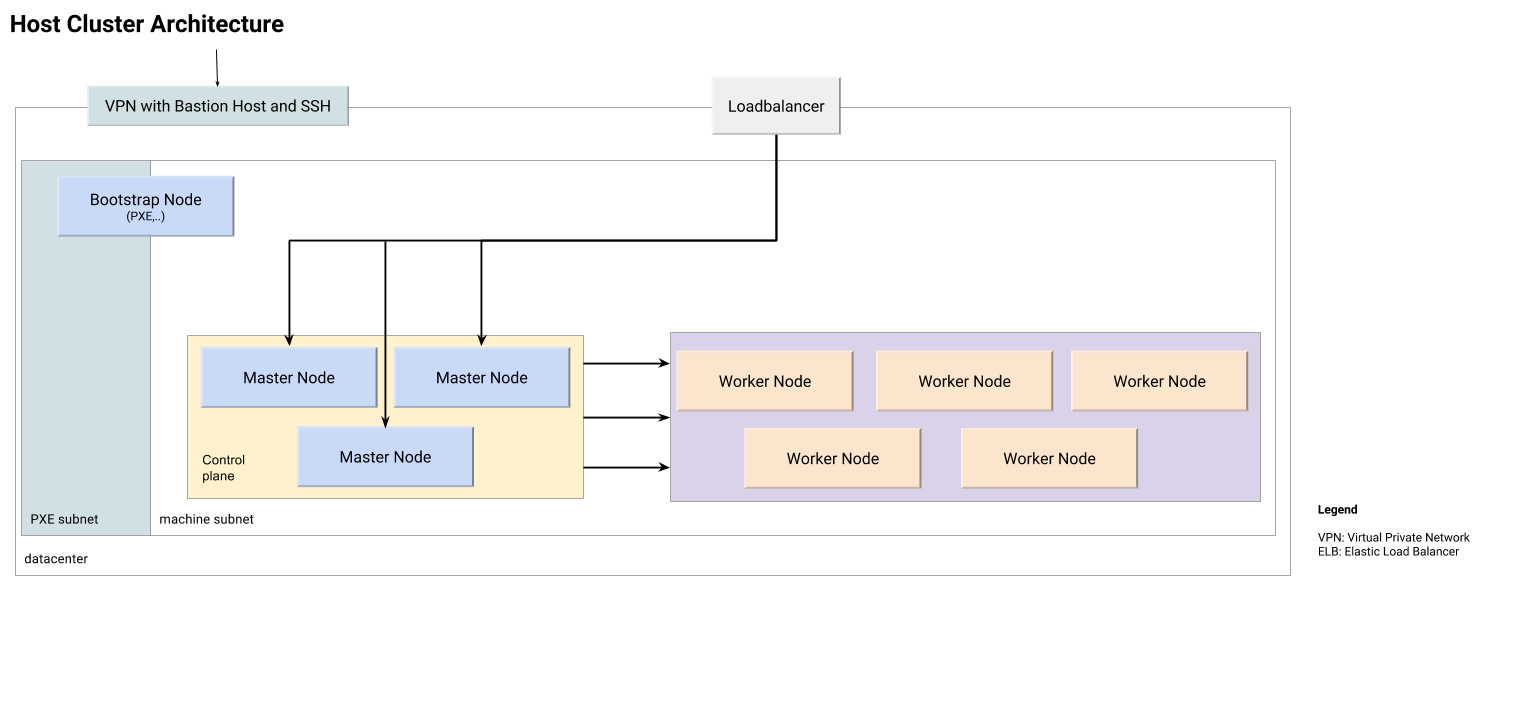 Host Cluster Architecture
VPN with Bastion Host and SSH
Loadbalancer
Bootstrap Node
(PXE,..)
Master Node
Master Node
Master Node
Control
plane
Worker Node
Worker Node
Worker Node
Worker Node
Worker Node
PXE subnet
machine subnet
datacenter
Legend
VPN: Virtual Private Network
ELB: Elastic Load Balancer